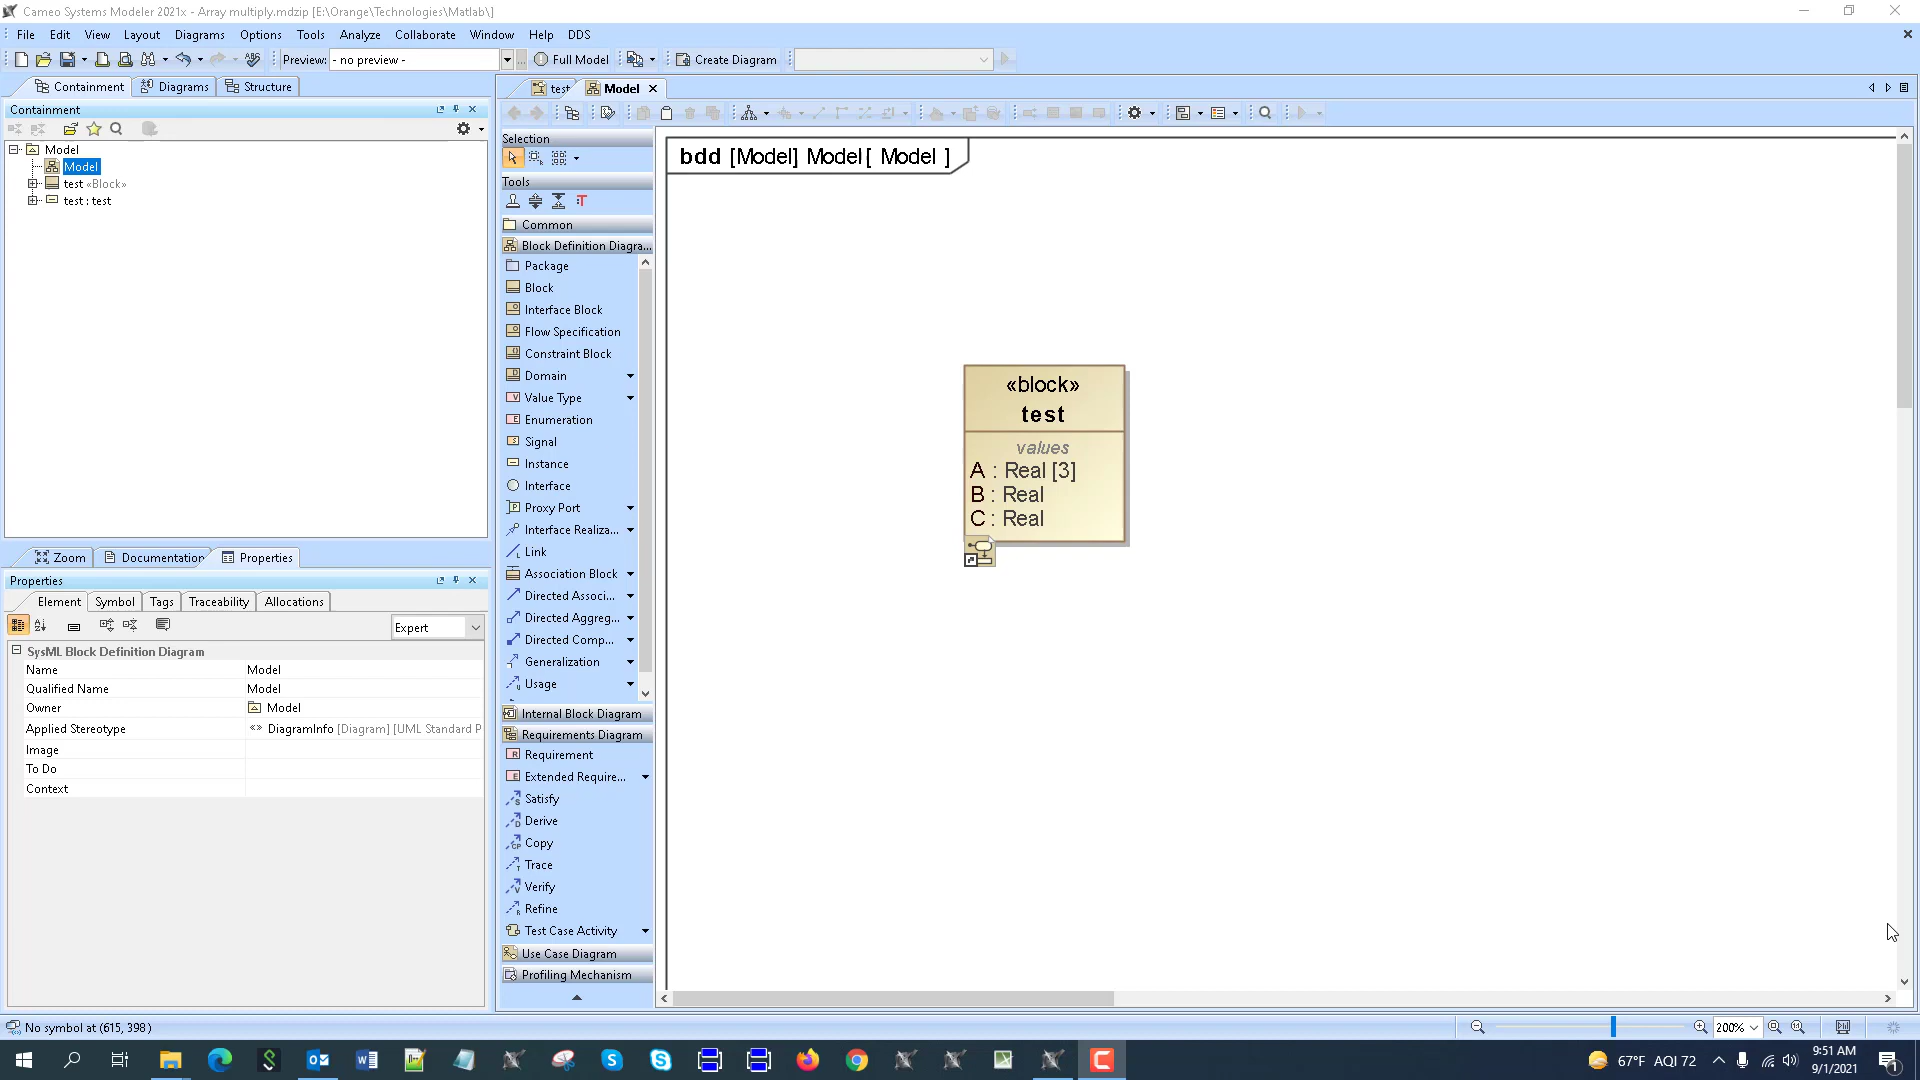 Cameo Systems Modeler 2021x - Array multiply.mdzip [E:\Orange\Technologies\Matlab\]
File Edit View Layout Diagrams Options Tools Analyze Collaborate Window Help DDS
Preview: - no preview - ... Full Model Create Diagram
Containment Diagrams Structure
test Model
Containment
Model
Model
test «Block»
test : test
Zoom Documentation Properties
Properties
Element Symbol Tags Traceability Allocations
Expert
SysML Block Definition Diagram
Name Model
Qualified Name Model
Owner Model
Applied Stereotype «» DiagramInfo [Diagram] [UML Standard P
Image
To Do
Context
Selection
Tools
Common
Block Definition Diagra...
Package
Block
Interface Block
Flow Specification
Constraint Block
Domain
Value Type
Enumeration
Signal
Instance
Interface
Proxy Port
Interface Realiza...
Link
Association Block
Directed Associ...
Directed Aggreg...
Directed Comp...
Generalization
Usage
Internal Block Diagram
Requirements Diagram
Requirement
Extended Require...
Satisfy
Derive
Copy
Trace
Verify
Refine
Test Case Activity
Use Case Diagram
Profiling Mechanism
bdd [Model] Model[ Model ]
«block»
test
values
A : Real [3]
B : Real
C : Real
No symbol at (615, 398 )
200%
67°F AQI 72
9:51 AM
9/1/2021